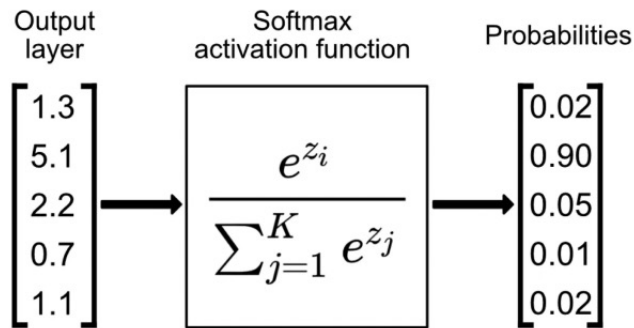 Output
layer
Softmax
activation function
Probabilities
1.3
5.1
2.2
0.7
1.1
e^{z_i}
∑_{j=1}^{K} e^{z_j}
0.02
0.90
0.05
0.01
0.02